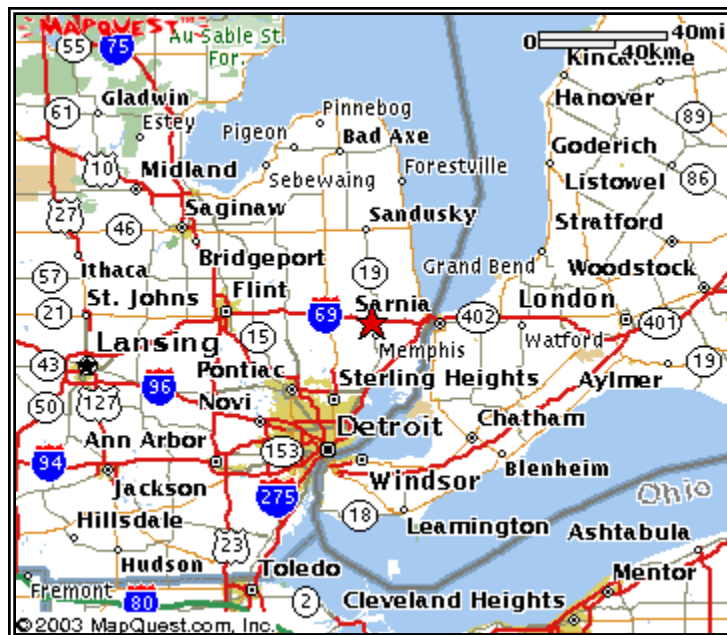 MAPQUEST
Au Sable St.
For.
0
40mi
40km
55
75
Kincardine
Hanover
Gladwin
61
Estey
Pinnebog
Pigeon
Bad Axe
89
10
Midland
Sebewaing
Forestville
Goderich
Listowel
86
27
Saginaw
46
Sandusky
Stratford
Bridgeport
Ithaca
57
19
Grand Bend
Woodstock
St. Johns
Flint
21
69
Sarnia
402
London
401
15
Memphis
Watford
Lansing
43
96
Pontiac
Sterling Heights
19
Aylmer
50
127
Novi
Chatham
Detroit
Ann Arbor
153
94
Blenheim
Jackson
275
Windsor
18
Leamington
Ohio
Hillsdale
23
Ashtabula
Hudson
Toledo
Mentor
Fremont
80
2
Cleveland Heights
©2003 MapQuest.com, Inc.